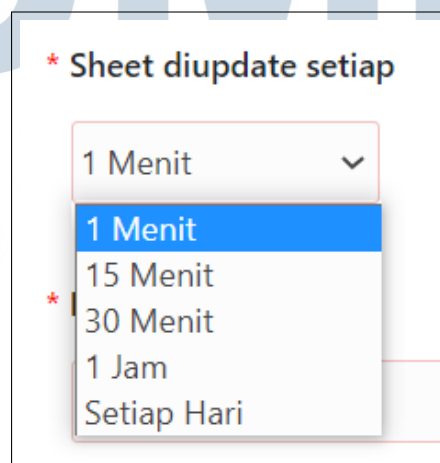 * Sheet diupdate setiap
1 Menit
1 Menit
15 Menit
30 Menit
1 Jam
Setiap Hari
*